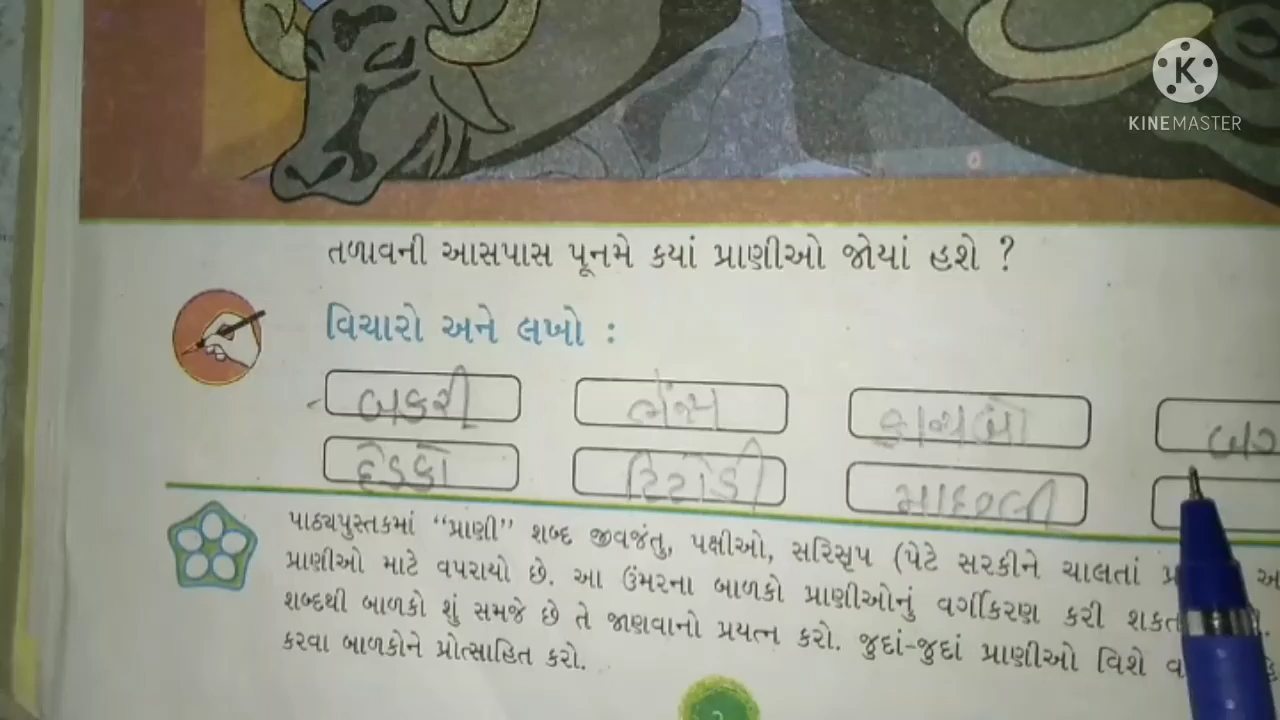 K
KINEMASTER
તળાવની આસપાસ પૂનમે કયાં પ્રાણીઓ જોયાં હશે ?
વિચારો અને લખો :
બકરી ભેંસ કાચબો બગ
દેડકો ટિટોડી માછલી
પાઠ્યપુસ્તકમાં “પ્રાણી” શબ્દ જીવજંતુ, પક્ષીઓ, સરિસૃપ (પેટે સરકીને ચાલતાં પ્ર અ
પ્રાણીઓ માટે વપરાયો છે. આ ઉંમરના બાળકો પ્રાણીઓનું વર્ગીકરણ કરી શકત
શબ્દથી બાળકો શું સમજે છે તે જાણવાનો પ્રયત્ન કરો. જુદાં-જુદાં પ્રાણીઓ વિશે વ
કરવા બાળકોને પ્રોત્સાહિત કરો.